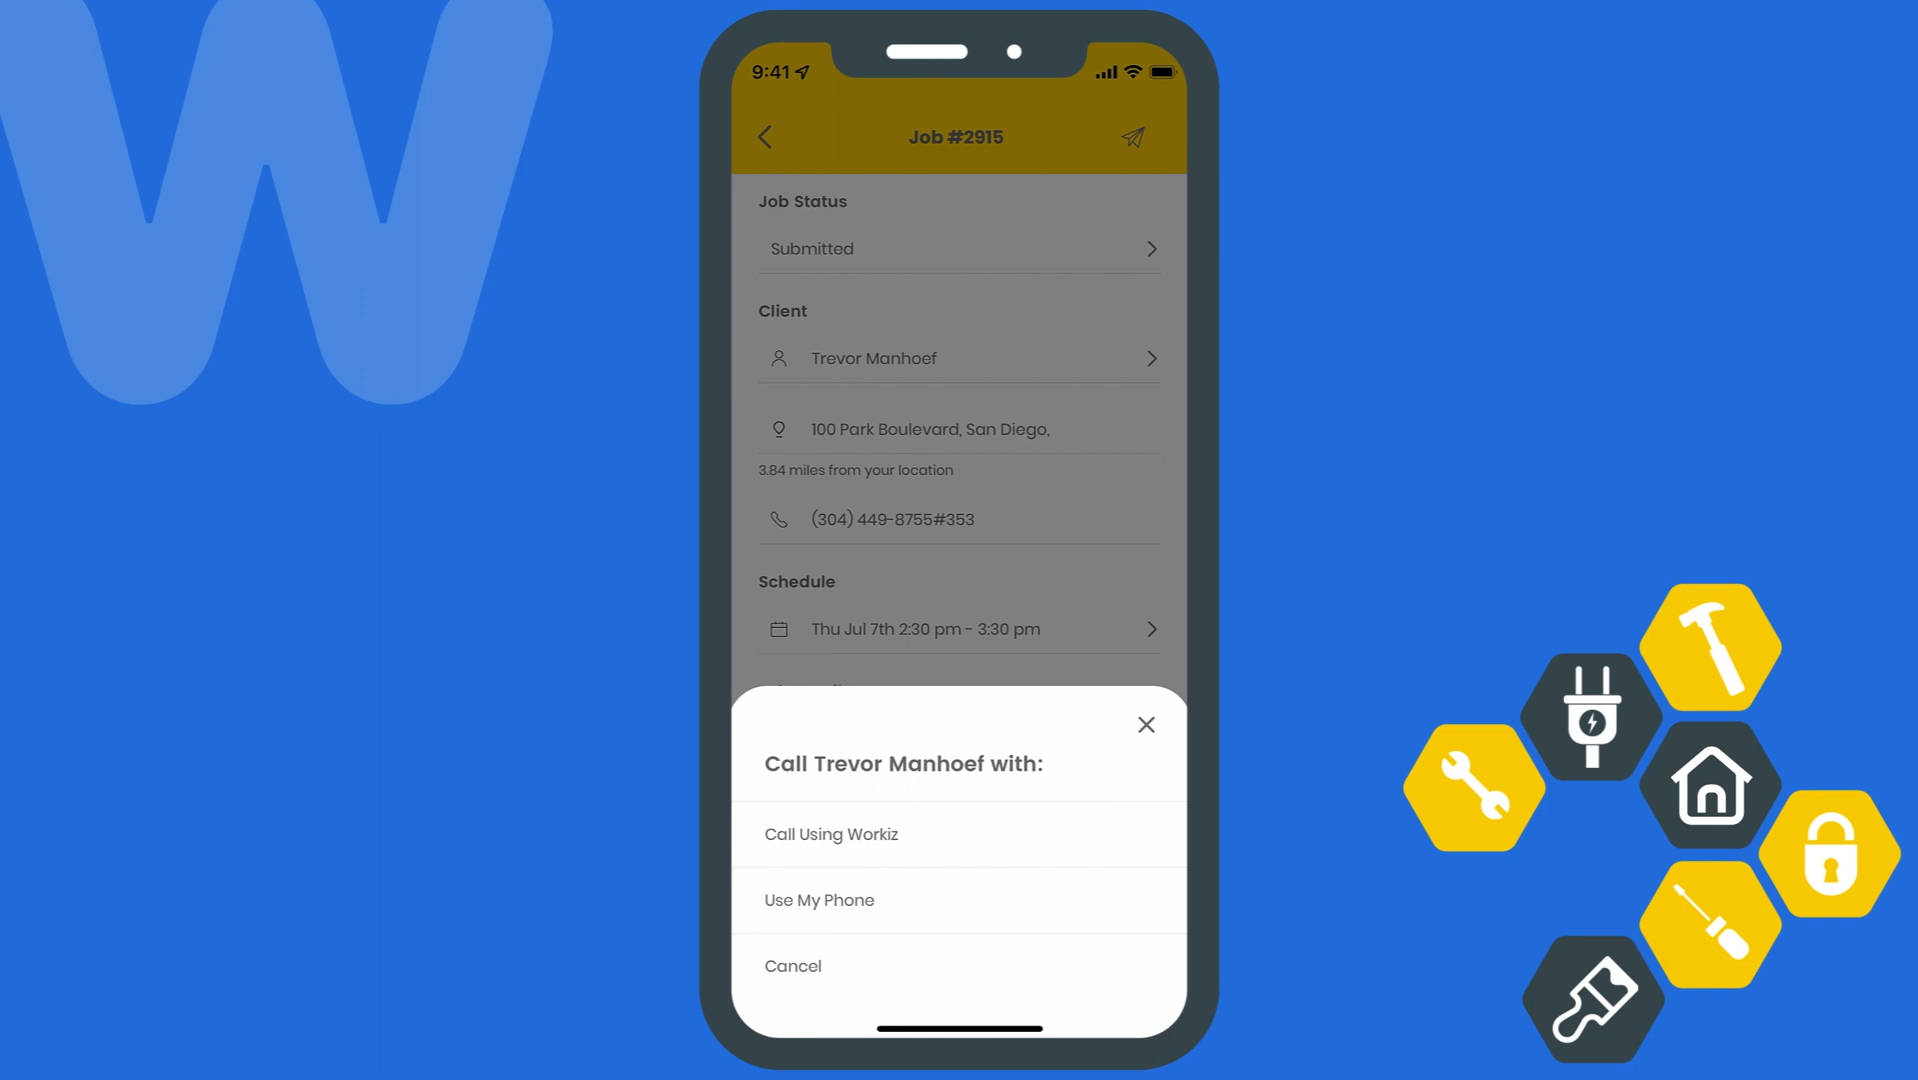 W
9:41
Job #2915
Job Status
Submitted
Client
Trevor Manhoef
100 Park Boulevard, San Diego,
3.84 miles from your location
(304) 449-8755#353
Schedule
Thu Jul 7th 2:30 pm - 3:30 pm
Call Trevor Manhoef with:
Call Using Workiz
Use My Phone
Cancel